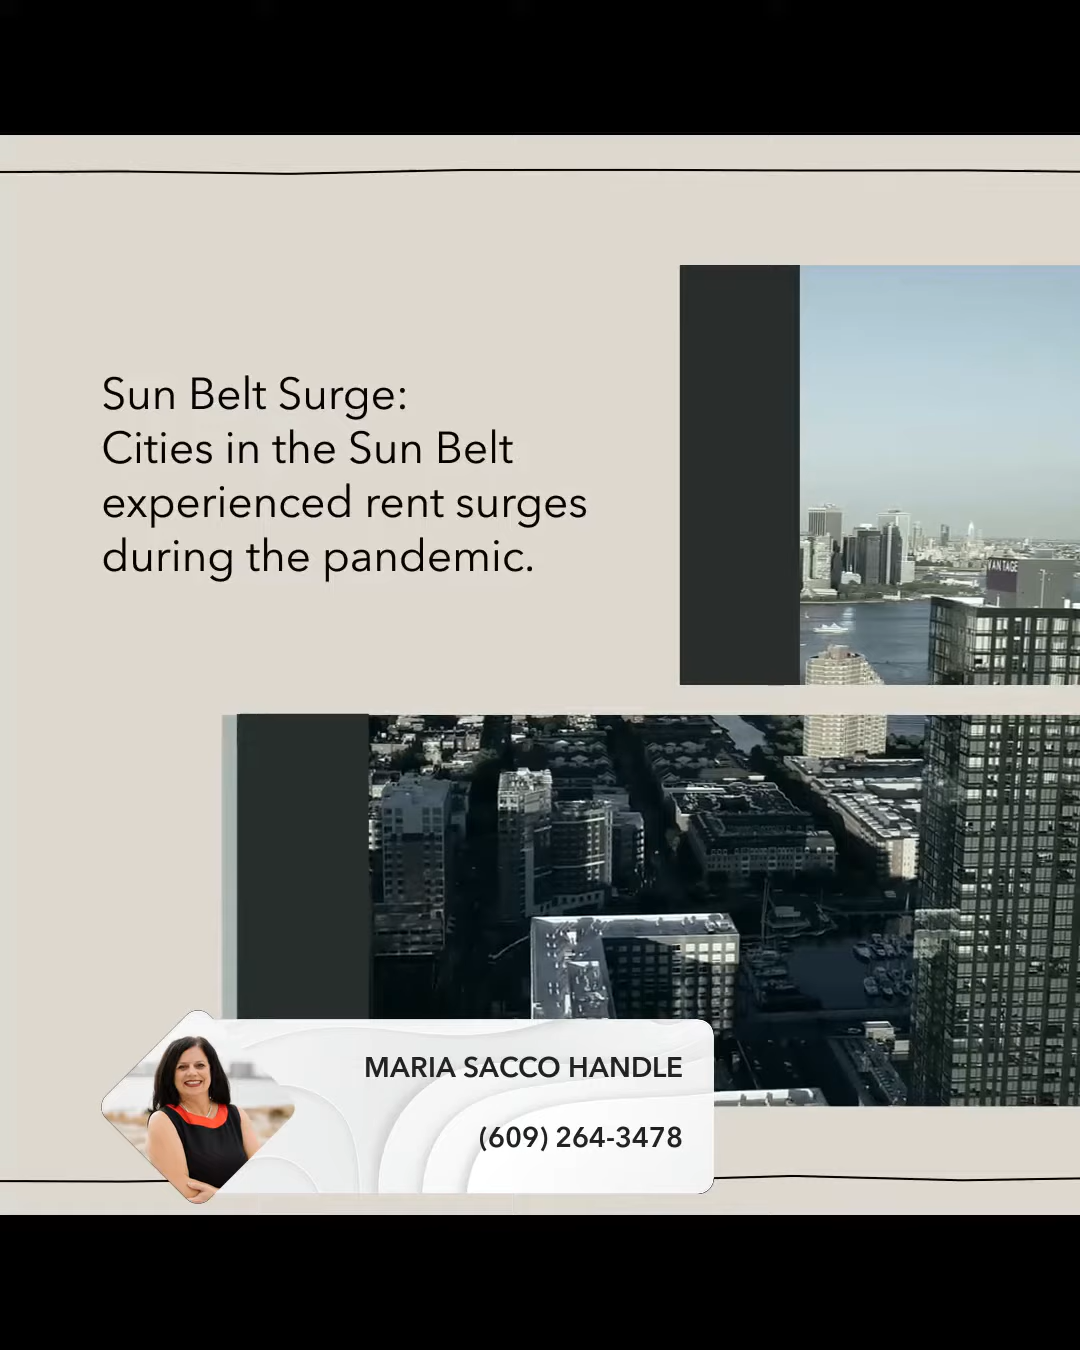 Sun Belt Surge:
Cities in the Sun Belt
experienced rent surges
during the pandemic.
VANTAGE
MARIA SACCO HANDLE
(609) 264-3478